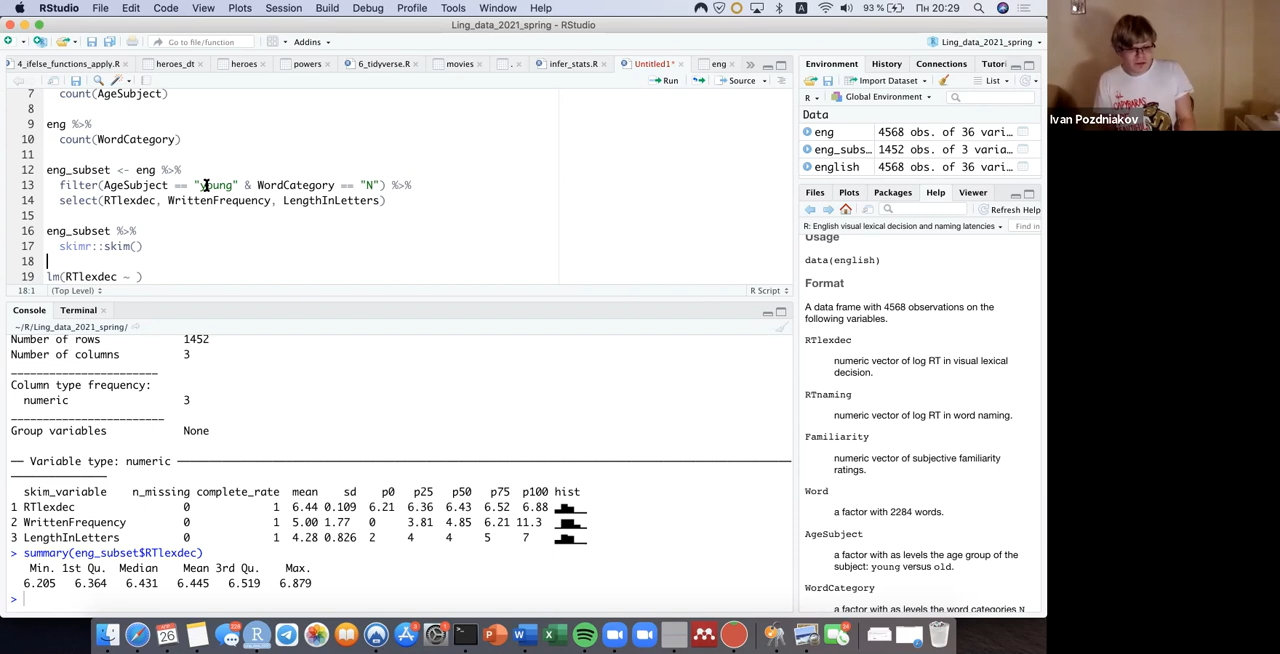 RStudio File Edit Code View Plots Session Build Debug Profile Tools Window Help 93 % Пн 20:29
Ling_data_2021_spring - RStudio
Go to file/function Addins Ling_data_2021_spring
4_ifelse_functions_apply.R heroes_dt heroes powers 6_tidyverse.R movies . infer_stats.R Untitled1* eng
Run Source
7 count(AgeSubject)
8
9 eng %>%
10 count(WordCategory)
11
12 eng_subset <- eng %>%
13 filter(AgeSubject == "young" & WordCategory == "N") %>%
14 select(RTlexdec, WrittenFrequency, LengthInLetters)
15
16 eng_subset %>%
17 skimr::skim()
18
19 lm(RTlexdec ~ )
18:1 (Top Level) R Script
Console Terminal
~/R/Ling_data_2021_spring/
Number of rows 1452
Number of columns 3
Column type frequency:
numeric 3
Group variables None
── Variable type: numeric
skim_variable n_missing complete_rate mean sd p0 p25 p50 p75 p100 hist
1 RTlexdec 0 1 6.44 0.109 6.21 6.36 6.43 6.52 6.88
2 WrittenFrequency 0 1 5.00 1.77 0 3.81 4.85 6.21 11.3
3 LengthInLetters 0 1 4.28 0.826 2 4 4 5 7
> summary(eng_subset$RTlexdec)
Min. 1st Qu. Median Mean 3rd Qu. Max.
6.205 6.364 6.431 6.445 6.519 6.879
>
Environment History Connections Tutori
Import Dataset List
R Global Environment
Data
eng 4568 obs. of 36 vari…
eng_subs… 1452 obs. of 3 varia…
english 4568 obs. of 36 vari…
Files Plots Packages Help Viewer
Refresh Help
R: English visual lexical decision and naming latencies Find in
Usage
data(english)
Format
A data frame with 4568 observations on the
following variables.
RTlexdec
numeric vector of log RT in visual lexical
decision.
RTnaming
numeric vector of log RT in word naming.
Familiarity
numeric vector of subjective familiarity
ratings.
Word
a factor with 2284 words.
AgeSubject
a factor with as levels the age group of the
subject: young versus old.
WordCategory
a factor with as levels the word categories N
Ivan Pozdniakov